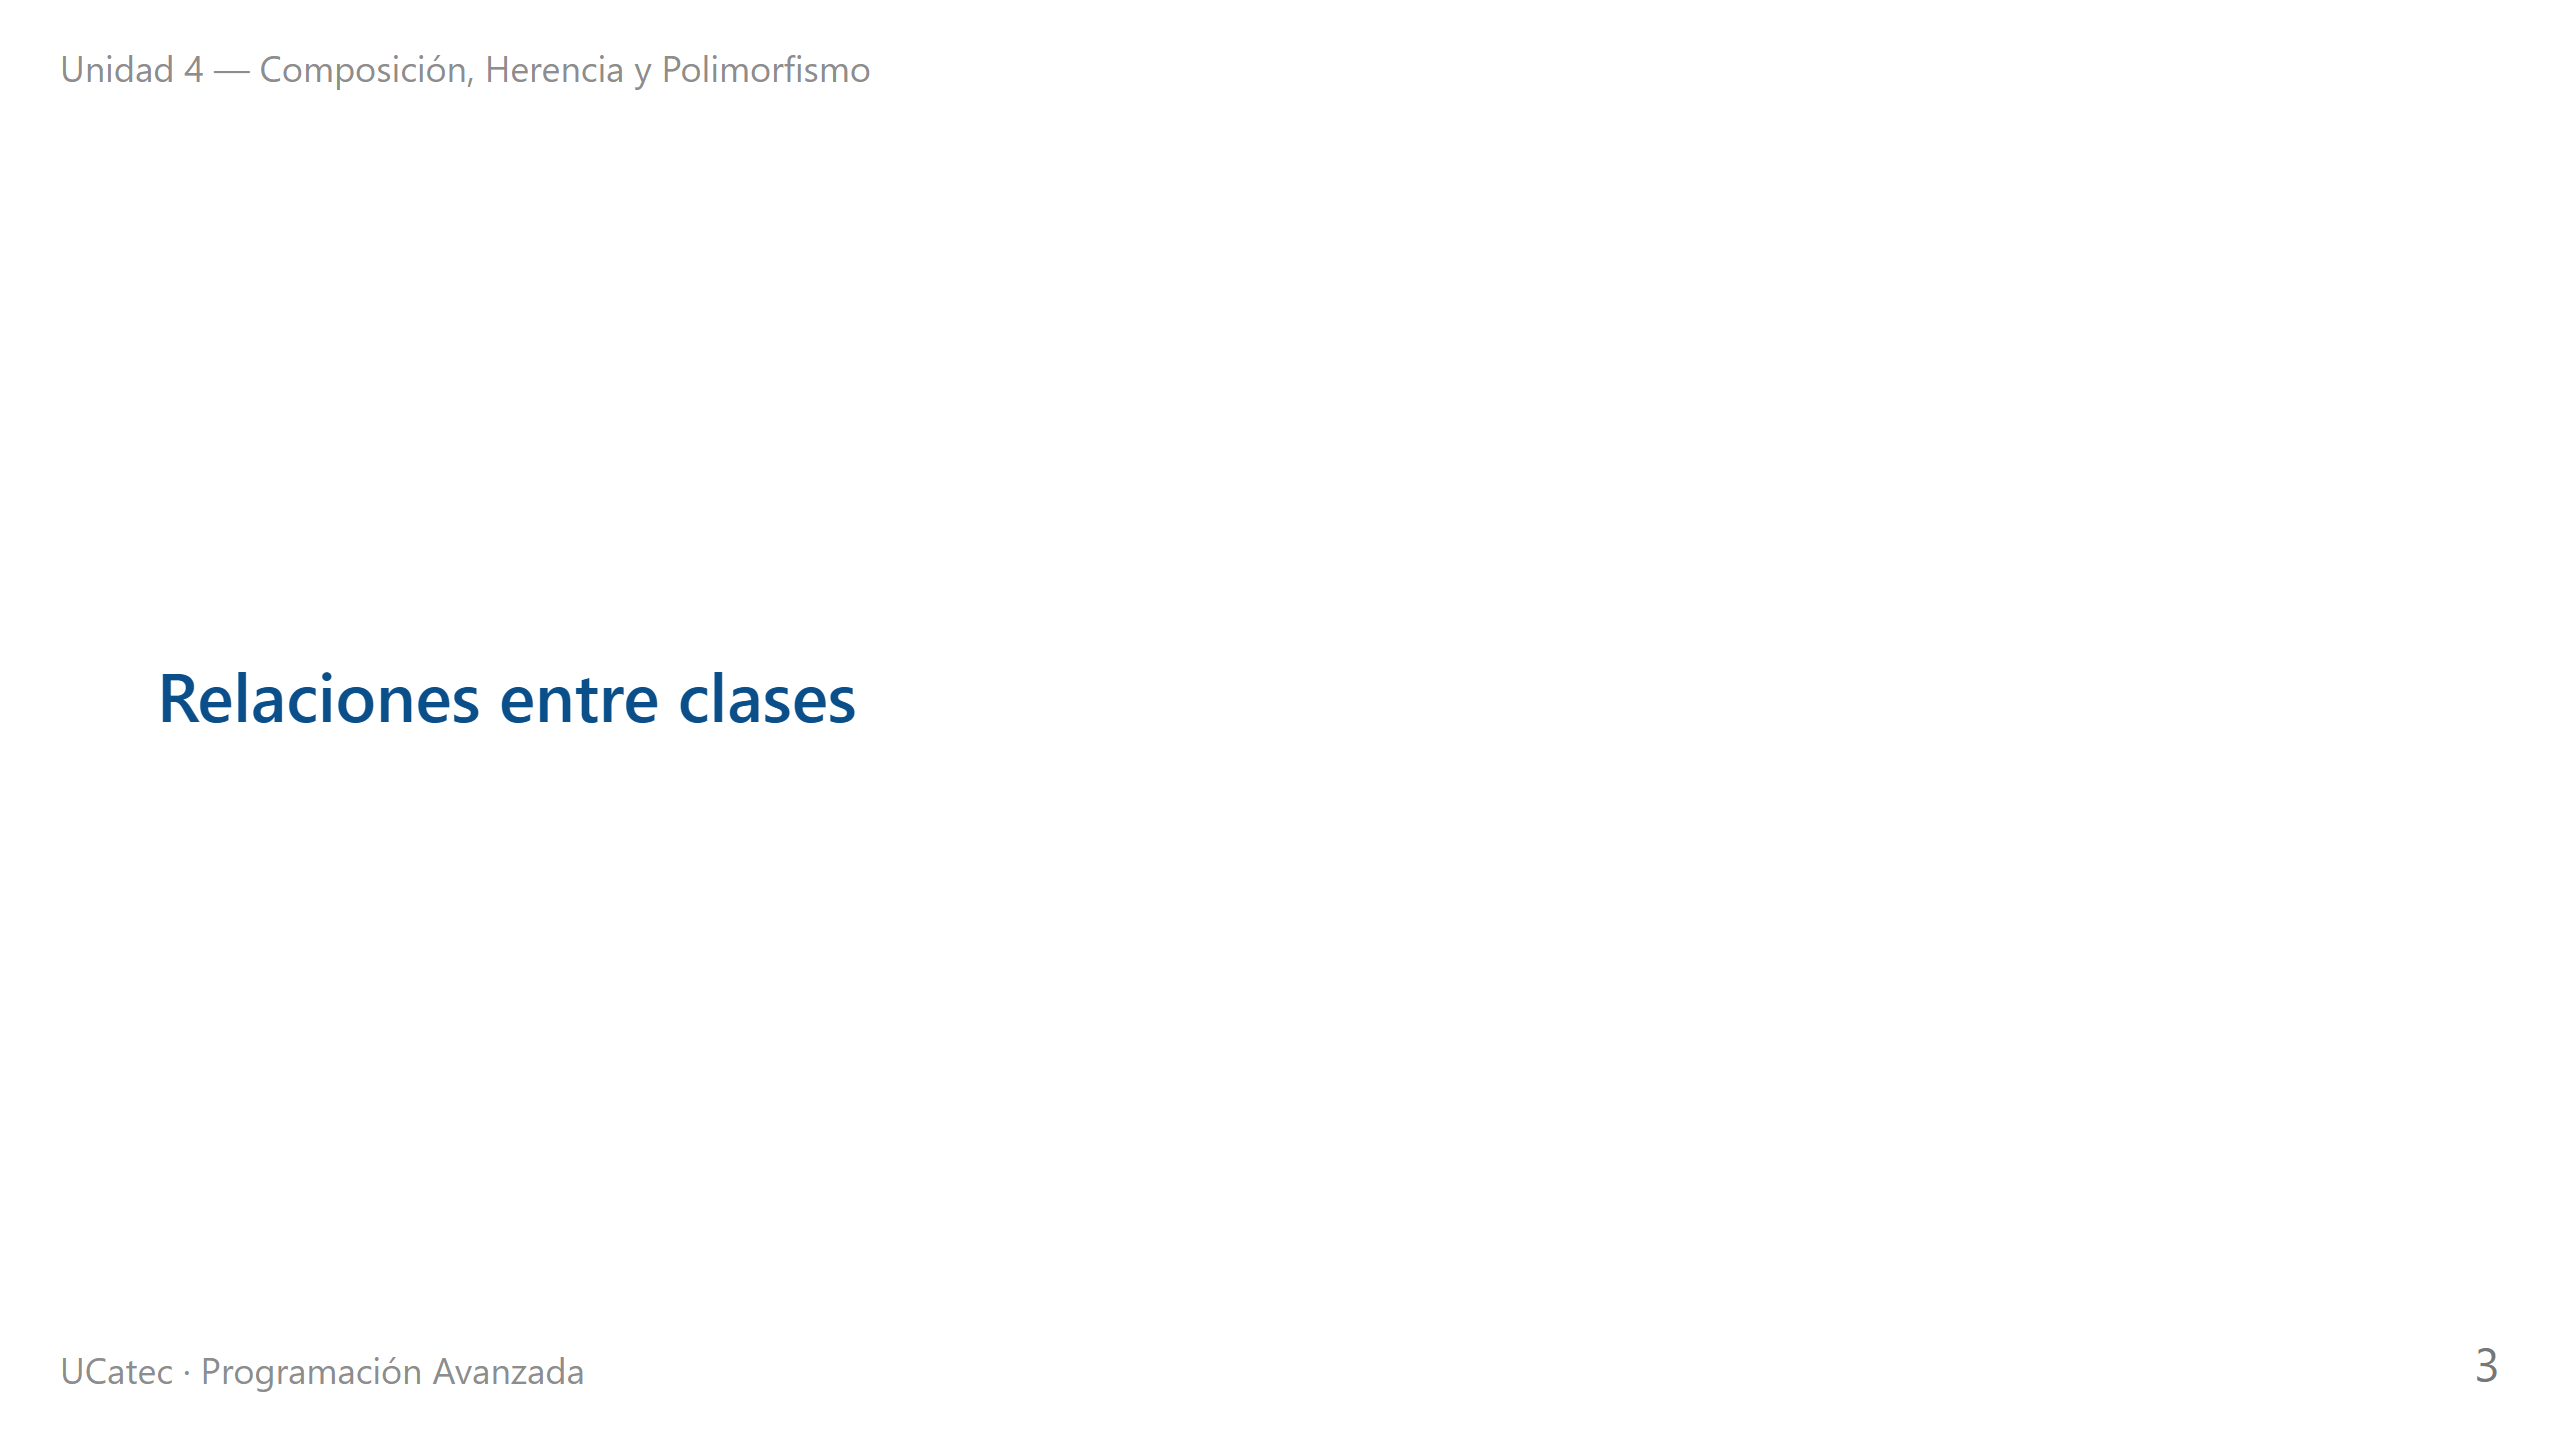 Unidad 4 — Composición, Herencia y Polimorfismo
Relaciones entre clases
UCatec · Programación Avanzada
3